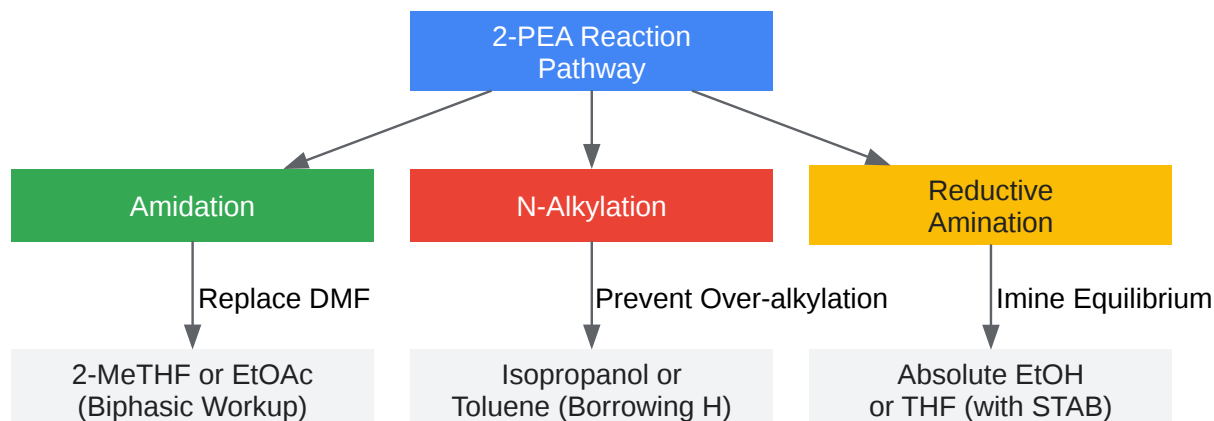 2-PEA Reaction
Pathway
Amidation
N-Alkylation
Reductive
Amination
Replace DMF
Prevent Over-alkylation
Imine Equilibrium
2-MeTHF or EtOAc
(Biphasic Workup)
Isopropanol or
Toluene (Borrowing H)
Absolute EtOH
or THF (with STAB)